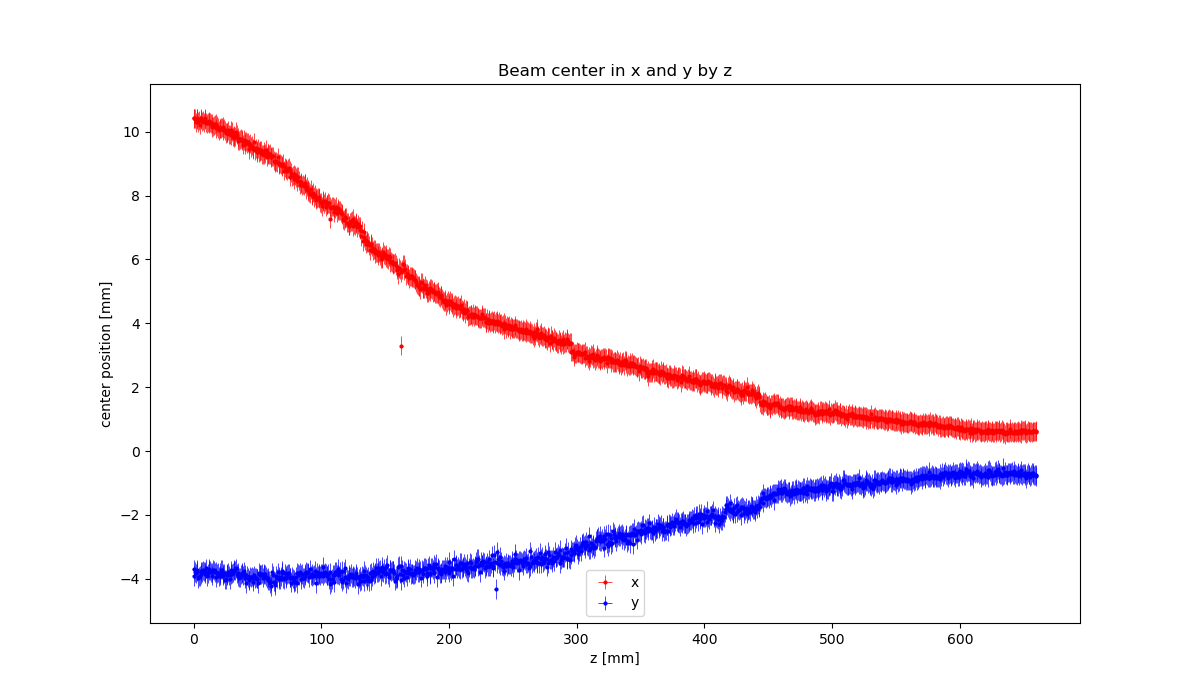 Beam center in x and y by z
center position [mm]
10
8
6
4
2
0
−2
−4
0 100 200 300 400 500 600
z [mm]
x
y